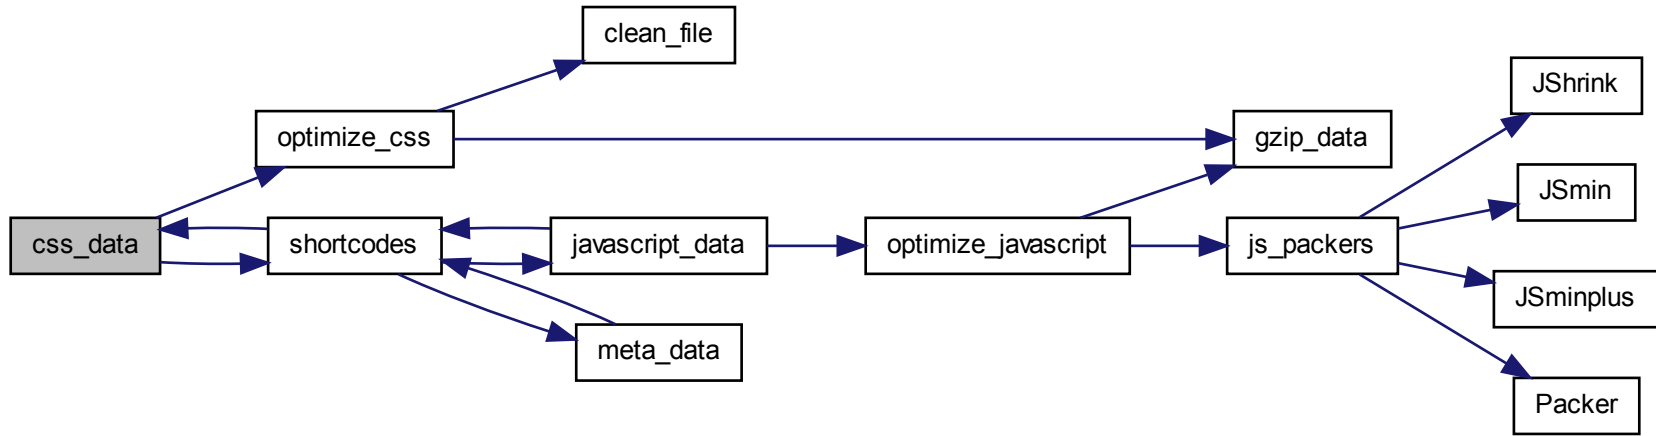 clean_file
JShrink
optimize_css
gzip_data
JSmin
css_data
shortcodes
javascript_data
optimize_javascript
js_packers
JSminplus
meta_data
Packer